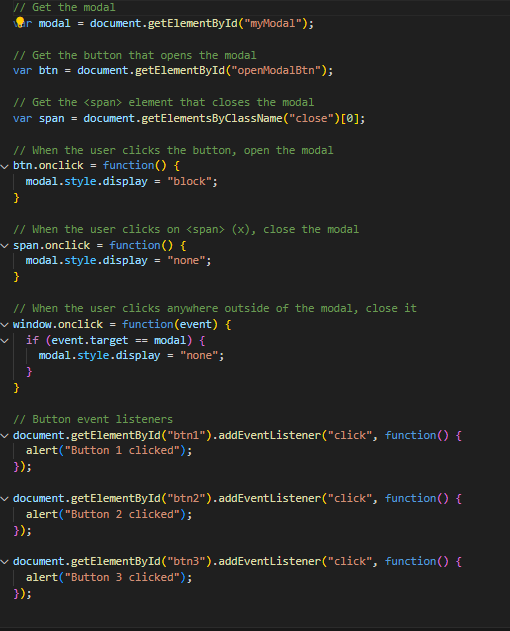 // Get the modal
var modal = document.getElementById("myModal");
// Get the button that opens the modal
var btn = document.getElementById("openModalBtn");
// Get the <span> element that closes the modal
var span = document.getElementsByClassName("close")[0];
// When the user clicks the button, open the modal
btn.onclick = function() {
  modal.style.display = "block";
}
// When the user clicks on <span> (x), close the modal
span.onclick = function() {
  modal.style.display = "none";
}
// When the user clicks anywhere outside of the modal, close it
window.onclick = function(event) {
  if (event.target == modal) {
    modal.style.display = "none";
  }
}
// Button event listeners
document.getElementById("btn1").addEventListener("click", function() {
  alert("Button 1 clicked");
});
document.getElementById("btn2").addEventListener("click", function() {
  alert("Button 2 clicked");
});
document.getElementById("btn3").addEventListener("click", function() {
  alert("Button 3 clicked");
});